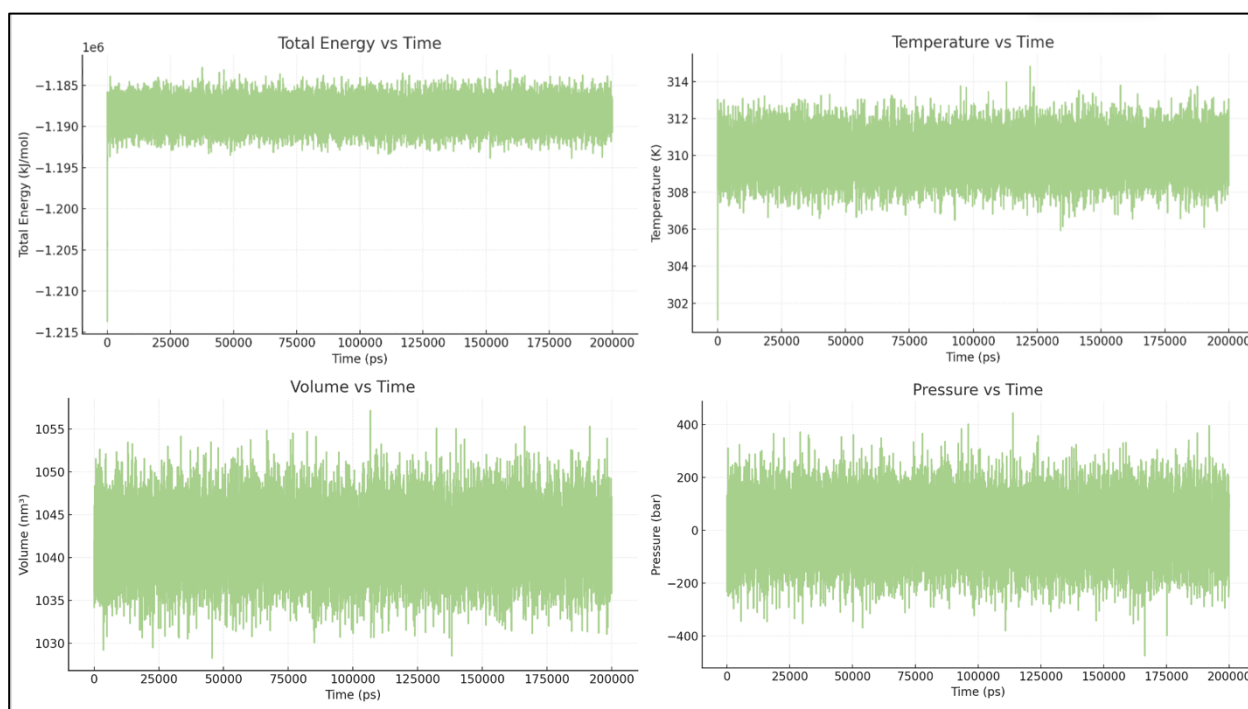 Total Energy vs Time
1e6
−1.185
−1.190
−1.195
−1.200
−1.205
−1.210
−1.215
Total Energy (kJ/mol)
0 25000 50000 75000 100000 125000 150000 175000 200000
Time (ps)
Temperature vs Time
314
312
310
308
306
304
302
Temperature (K)
0 25000 50000 75000 100000 125000 150000 175000 200000
Time (ps)
Volume vs Time
1055
1050
1045
1040
1035
1030
Volume (nm³)
0 25000 50000 75000 100000 125000 150000 175000 200000
Time (ps)
Pressure vs Time
400
200
0
−200
−400
Pressure (bar)
0 25000 50000 75000 100000 125000 150000 175000 200000
Time (ps)